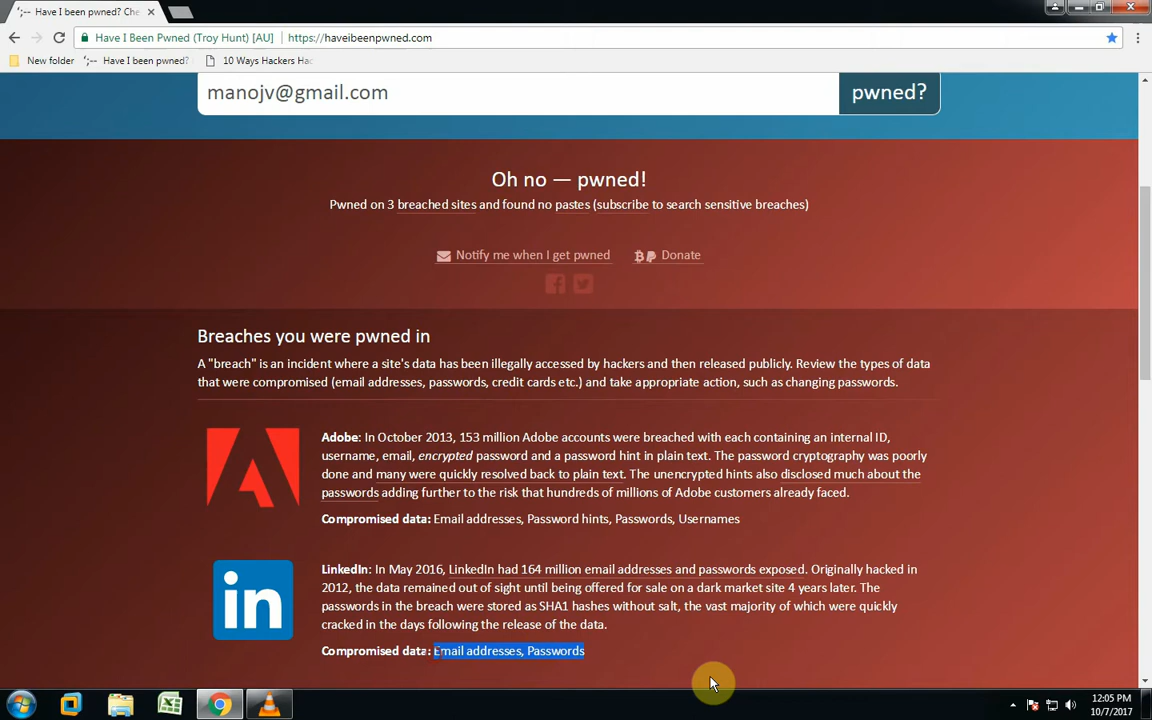 ';-- Have I been pwned? Che
Have I Been Pwned (Troy Hunt) [AU] https://haveibeenpwned.com
New folder ';-- Have I been pwned? 10 Ways Hackers Hac
manojv@gmail.com pwned?
Oh no — pwned!
Pwned on 3 breached sites and found no pastes (subscribe to search sensitive breaches)
Notify me when I get pwned Donate
Breaches you were pwned in
A "breach" is an incident where a site's data has been illegally accessed by hackers and then released publicly. Review the types of data
that were compromised (email addresses, passwords, credit cards etc.) and take appropriate action, such as changing passwords.
Adobe: In October 2013, 153 million Adobe accounts were breached with each containing an internal ID,
username, email, encrypted password and a password hint in plain text. The password cryptography was poorly
done and many were quickly resolved back to plain text. The unencrypted hints also disclosed much about the
passwords adding further to the risk that hundreds of millions of Adobe customers already faced.
Compromised data: Email addresses, Password hints, Passwords, Usernames
in
LinkedIn: In May 2016, LinkedIn had 164 million email addresses and passwords exposed. Originally hacked in
2012, the data remained out of sight until being offered for sale on a dark market site 4 years later. The
passwords in the breach were stored as SHA1 hashes without salt, the vast majority of which were quickly
cracked in the days following the release of the data.
Compromised data: Email addresses, Passwords
12:05 PM
10/7/2017